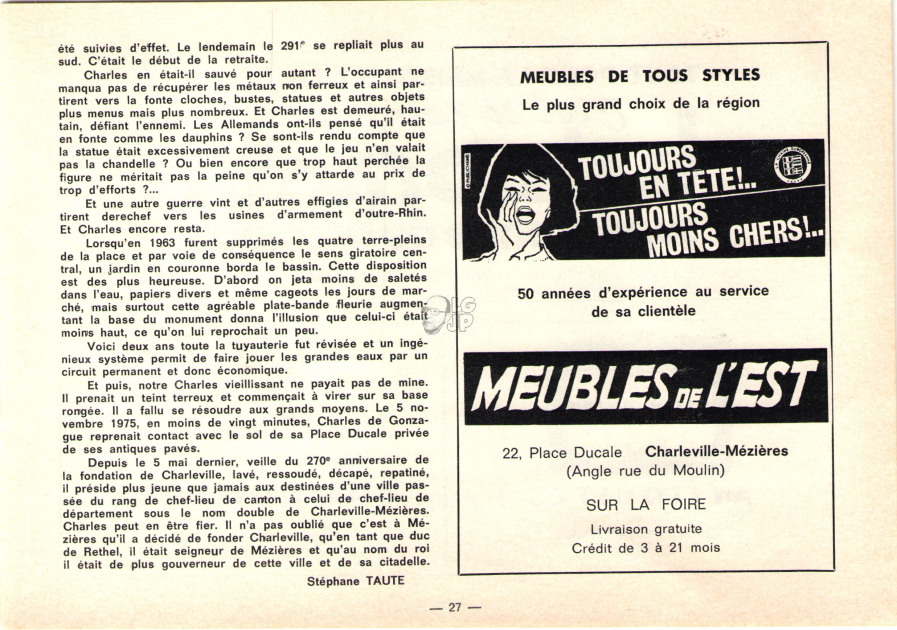 été suivies d'effet. Le lendemain le 291e se repliait plus au
sud. C'était le début de la retraite.
Charles en était-il sauvé pour autant ? L'occupant ne
manqua pas de récupérer les métaux non ferreux et ainsi par-
tirent vers la fonte cloches, bustes, statues et autres objets
plus menus mais plus nombreux. Et Charles est demeuré, hau-
tain, défiant l'ennemi. Les Allemands ont-ils pensé qu'il était
en fonte comme les dauphins ? Se sont-ils rendu compte que
la statue était excessivement creuse et que le jeu n'en valait
pas la chandelle ? Ou bien encore que trop haut perchée la
figure ne méritait pas la peine qu'on s'y attarde au prix de
trop d'efforts ?...
Et une autre guerre vint et d'autres effigies d'airain par-
tirent derechef vers les usines d'armement d'outre-Rhin.
Et Charles encore resta.
Lorsqu'en 1963 furent supprimés les quatre terre-pleins
de la place et par voie de conséquence le sens giratoire cen-
tral, un jardin en couronne borda le bassin. Cette disposition
est des plus heureuse. D'abord on jeta moins de saletés
dans l'eau, papiers divers et même cageots les jours de mar-
ché, mais surtout cette agréable plate-bande fleurie augmen-
tant la base du monument donna l'illusion que celui-ci était
moins haut, ce qu'on lui reprochait un peu.
Voici deux ans toute la tuyauterie fut révisée et un ingé-
nieux système permit de faire jouer les grandes eaux par un
circuit permanent et donc économique.
Et puis, notre Charles vieillissant ne payait pas de mine.
Il prenait un teint terreux et commençait à virer sur sa base
rongée. Il a fallu se résoudre aux grands moyens. Le 5 no-
vembre 1975, en moins de vingt minutes, Charles de Gonza-
gue reprenait contact avec le sol de sa Place Ducale privée
de ses antiques pavés.
Depuis le 5 mai dernier, veille du 270e anniversaire de
la fondation de Charleville, lavé, ressoudé, décapé, repatiné,
il préside plus jeune que jamais aux destinées d'une ville pas-
sée du rang de chef-lieu de canton à celui de chef-lieu de
département sous le nom double de Charleville-Mézières.
Charles peut en être fier. Il n'a pas oublié que c'est à Mé-
zières qu'il a décidé de fonder Charleville, qu'en tant que duc
de Rethel, il était seigneur de Mézières et qu'au nom du roi
il était de plus gouverneur de cette ville et de sa citadelle.
Stéphane TAUTE
MEUBLES DE TOUS STYLES
Le plus grand choix de la région
TOUJOURS
EN TÊTE!..
TOUJOURS
MOINS CHERS!..
50 années d'expérience au service
de sa clientèle
MEUBLES DE L'EST
22, Place Ducale Charleville-Mézières
(Angle rue du Moulin)
SUR LA FOIRE
Livraison gratuite
Crédit de 3 à 21 mois
— 27 —
LG
JP